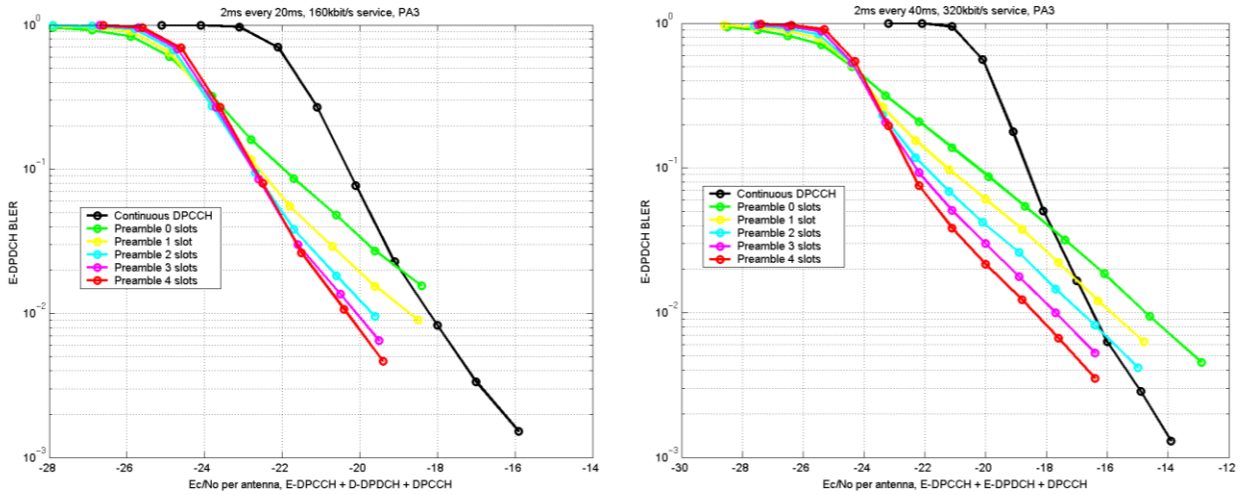 2ms every 20ms, 160kbit/s service, PA3
10^0
10^-1
10^-2
10^-3
E-DPDCH BLER
Continuous DPCCH
Preamble 0 slots
Preamble 1 slot
Preamble 2 slots
Preamble 3 slots
Preamble 4 slots
-28 -26 -24 -22 -20 -18 -16 -14
Ec/No per antenna, E-DPCCH + D-DPDCH + DPCCH
2ms every 40ms, 320kbit/s service, PA3
10^0
10^-1
10^-2
10^-3
E-DPDCH BLER
Continuous DPCCH
Preamble 0 slots
Preamble 1 slot
Preamble 2 slots
Preamble 3 slots
Preamble 4 slots
-30 -28 -26 -24 -22 -20 -18 -16 -14 -12
Ec/No per antenna, E-DPCCH + E-DPDCH + DPCCH